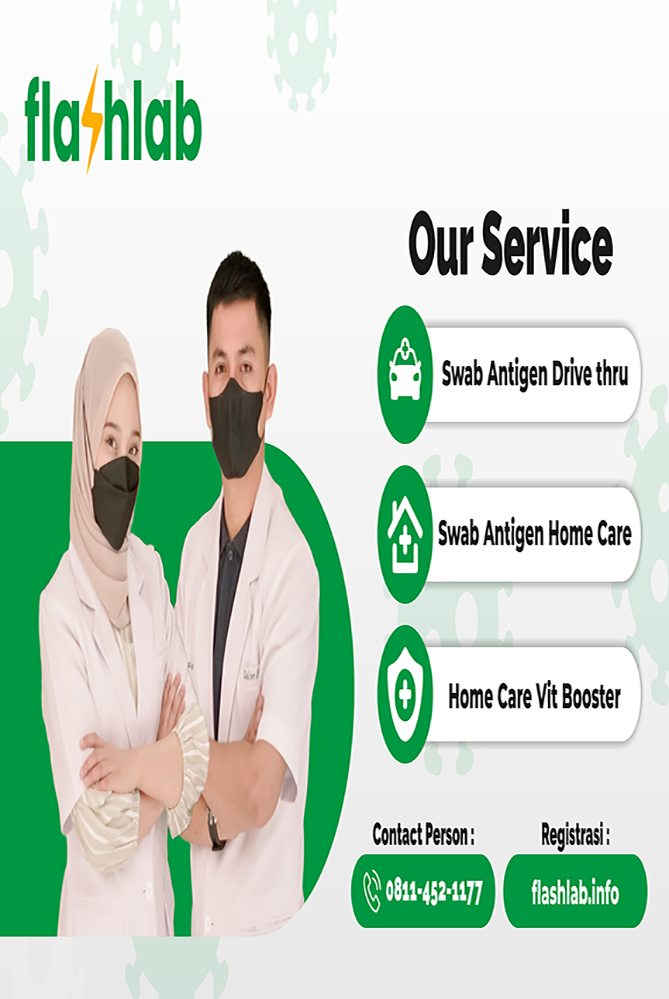 flashlab
Our Service
Swab Antigen Drive thru
Swab Antigen Home Care
Home Care Vit Booster
Contact Person :
Registrasi :
0811-452-1177
flashlab.info